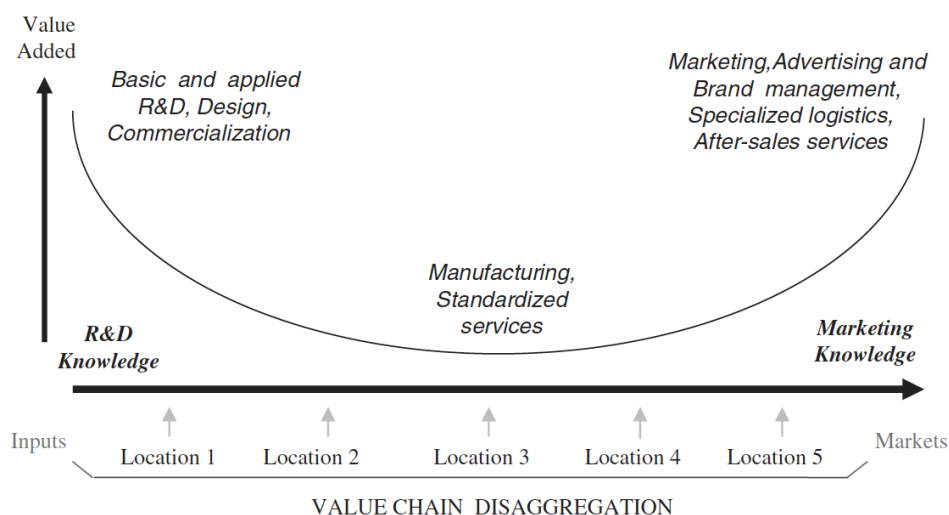 Value
Added
Basic and applied
R&D, Design,
Commercialization
Marketing,Advertising and
Brand management,
Specialized logistics,
After-sales services
Manufacturing,
Standardized
services
R&D
Knowledge
Marketing
Knowledge
Inputs
Location 1
Location 2
Location 3
Location 4
Location 5
Markets
VALUE CHAIN DISAGGREGATION